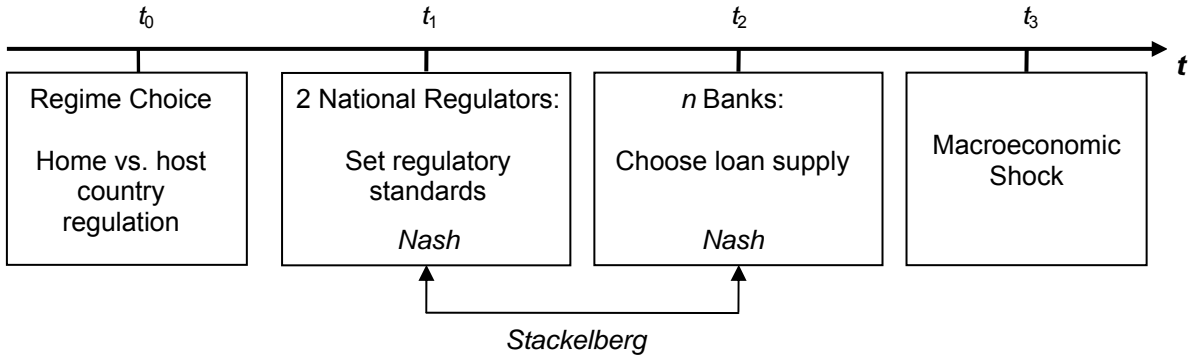 t0
t1
t2
t3
t
Regime Choice
Home vs. host
country
regulation
2 National Regulators:
Set regulatory
standards
Nash
n Banks:
Choose loan supply
Nash
Macroeconomic
Shock
Stackelberg